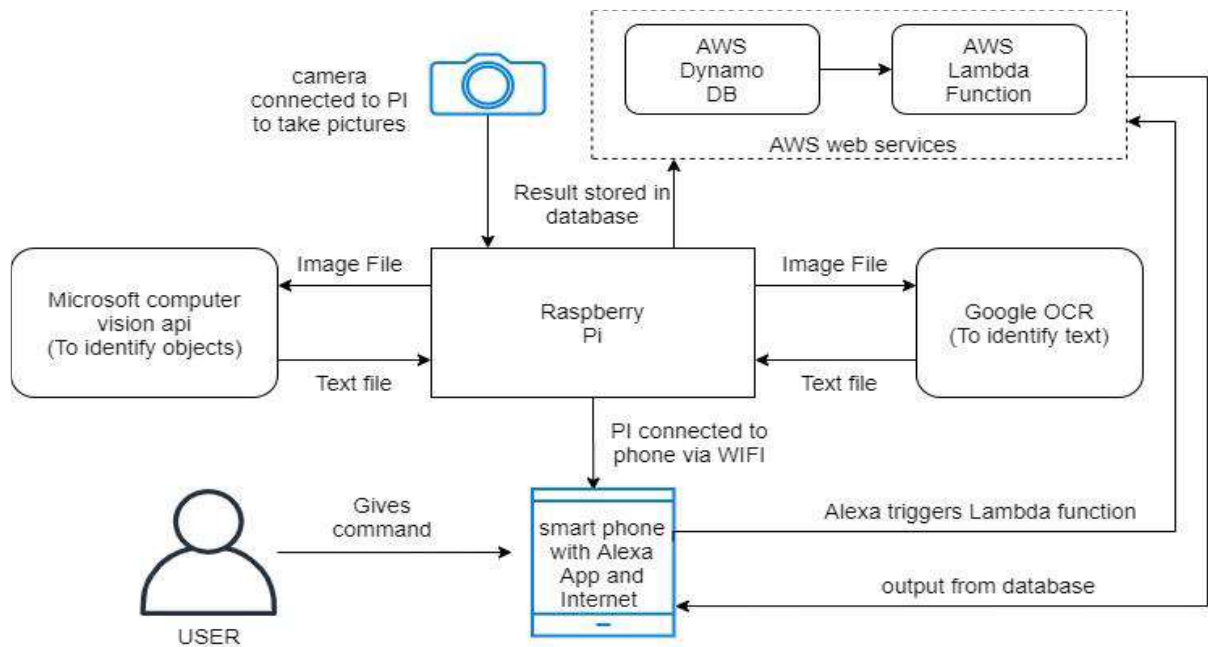 camera
connected to PI
to take pictures
AWS
Dynamo
DB
AWS
Lambda
Function
AWS web services
Result stored in
database
Image File
Image File
Microsoft computer
vision api
(To identify objects)
Raspberry
Pi
Google OCR
(To identify text)
Text file
Text file
PI connected to
phone via WIFI
Gives
command
smart phone
with Alexa
App and
Internet
Alexa triggers Lambda function
output from database
USER